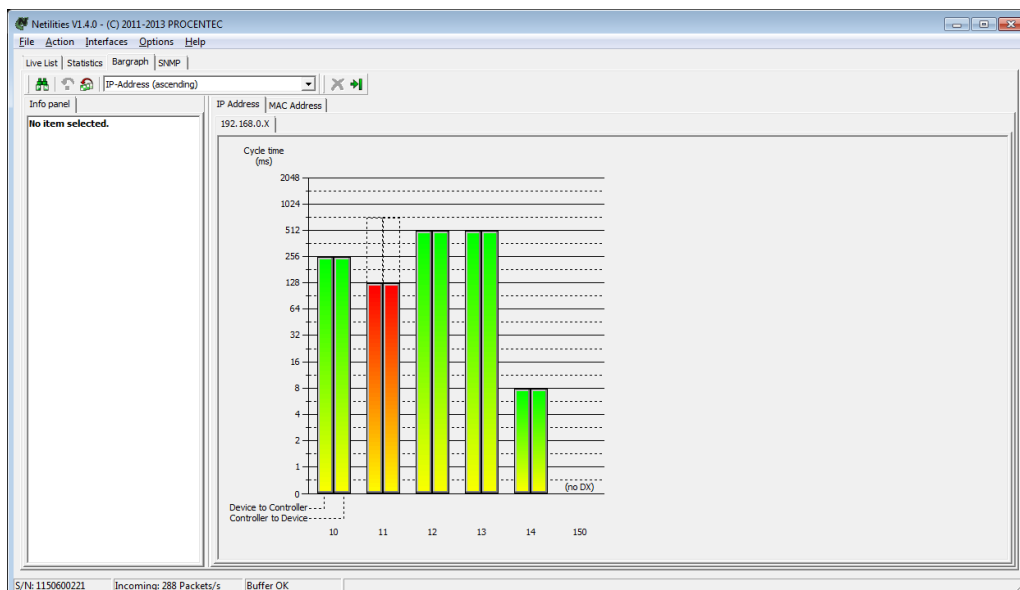 Netilities V1.4.0 - (C) 2011-2013 PROCENTEC
File Action Interfaces Options Help
Live List Statistics Bargraph SNMP
IP-Address (ascending)
Info panel
IP Address MAC Address
No item selected.
192.168.0.X
Cycle time
(ms)
2048
1024
512
256
128
64
32
16
8
4
2
1
0
(no DX)
Device to Controller
Controller to Device
10 11 12 13 14 150
S/N: 1150600221 Incoming: 288 Packets/s Buffer OK